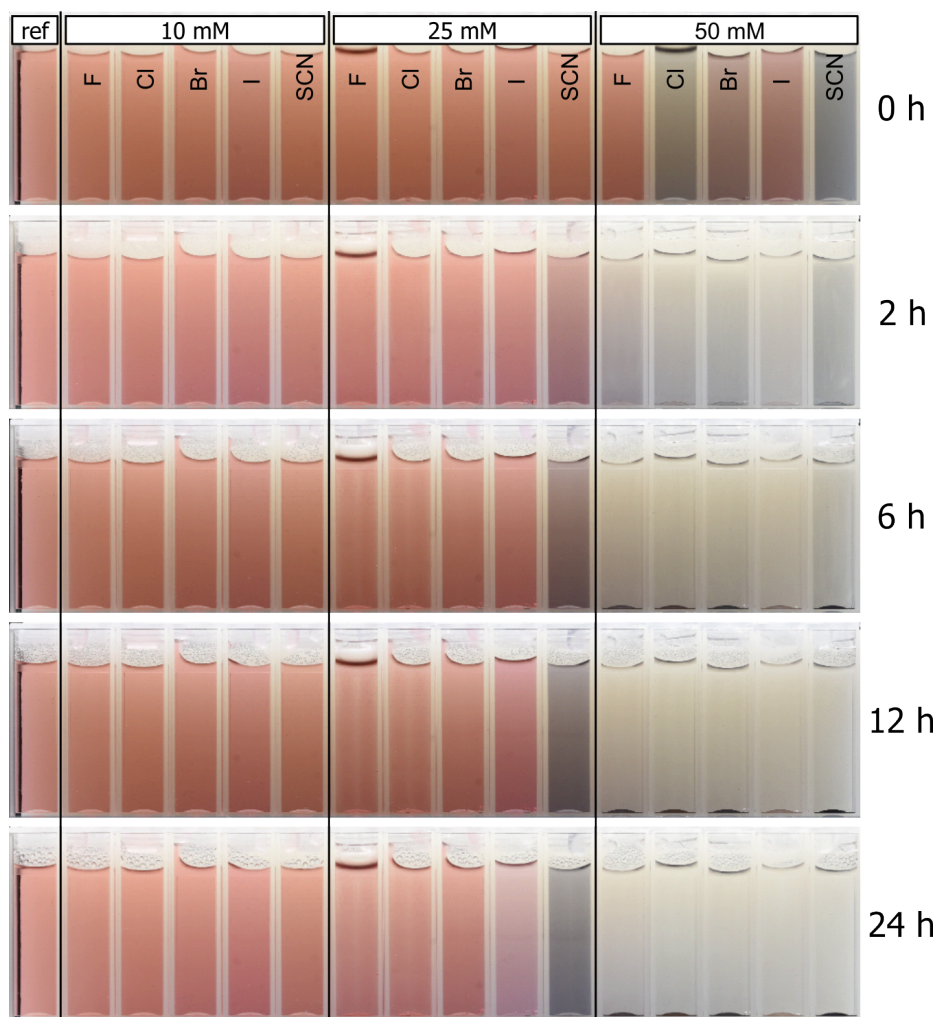 ref 10 mM 25 mM 50 mM
F Cl Br I SCN F Cl Br I SCN F Cl Br I SCN
0 h
2 h
6 h
12 h
24 h